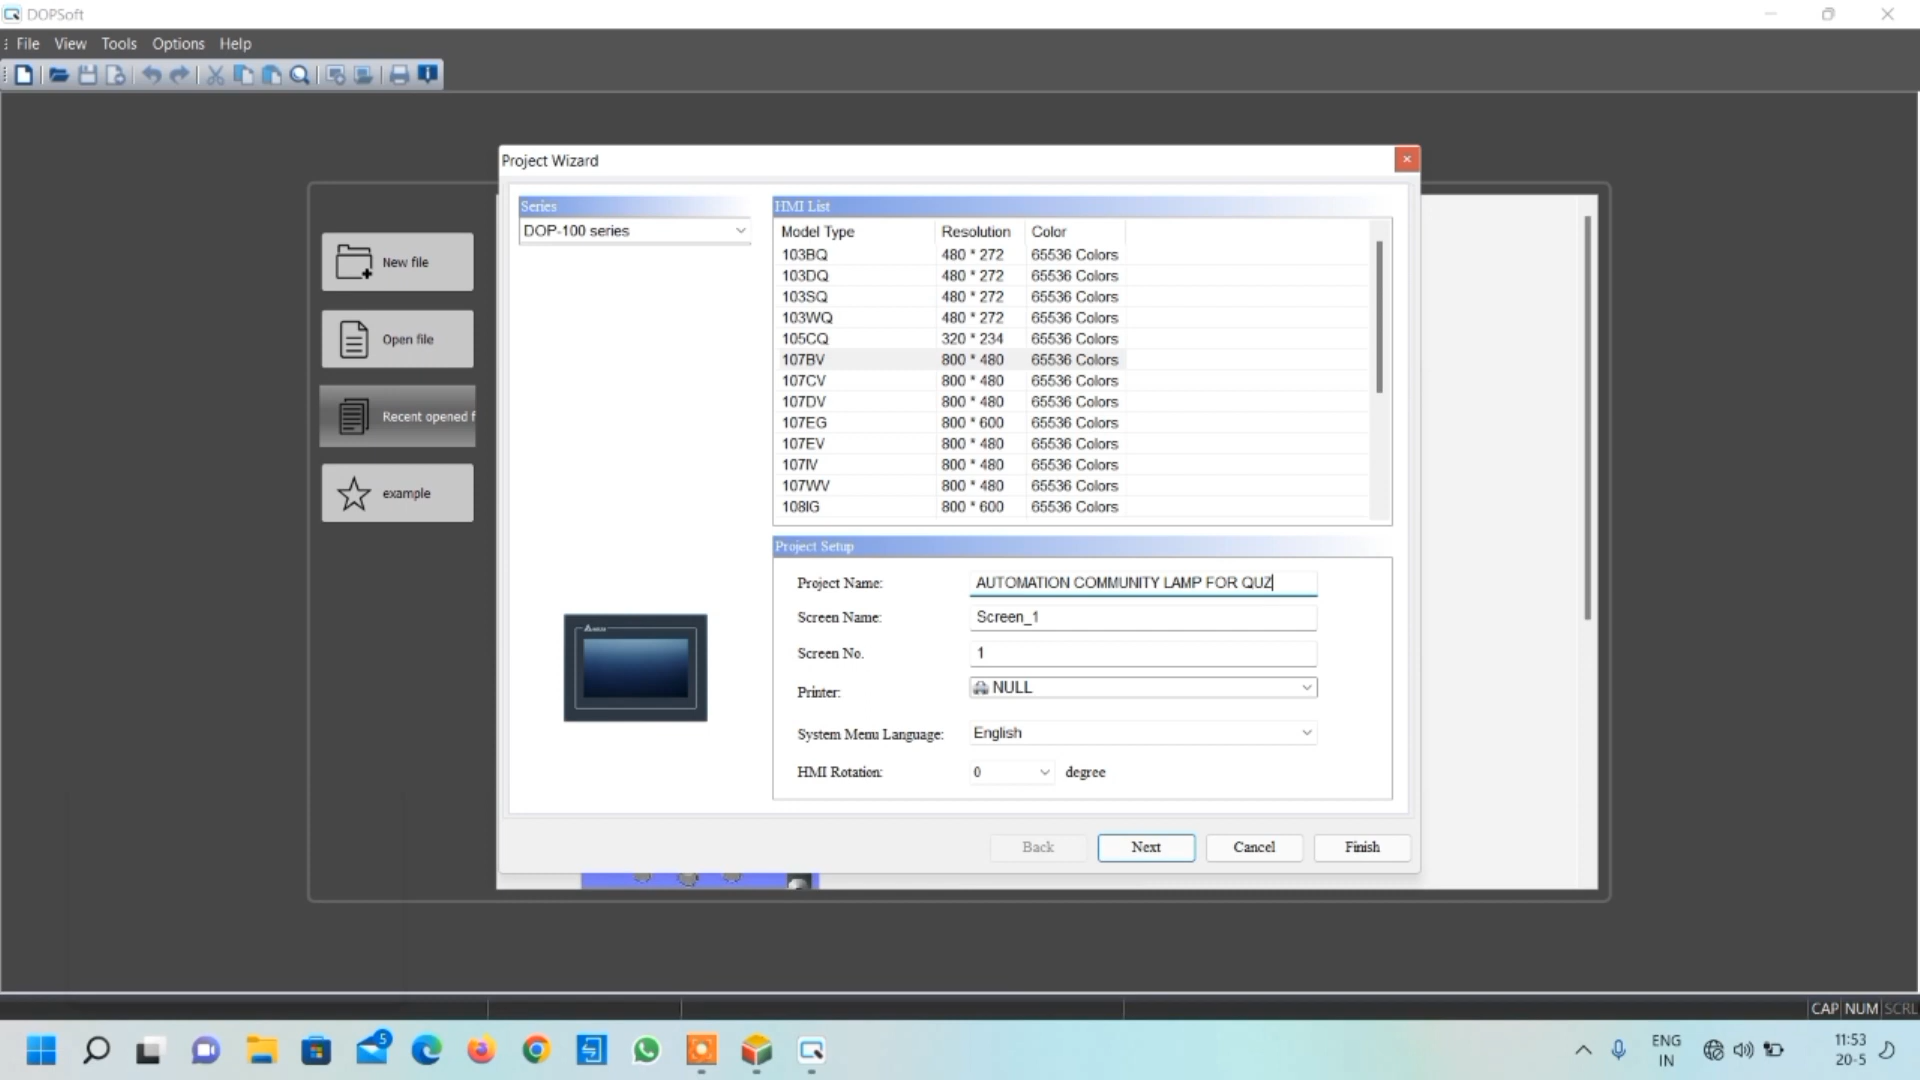 DOPSoft
File View Tools Options Help
Project Wizard
Series
DOP-100 series
HMI List
Model Type Resolution Color
103BQ 480 * 272 65536 Colors
103DQ 480 * 272 65536 Colors
103SQ 480 * 272 65536 Colors
103WQ 480 * 272 65536 Colors
105CQ 320 * 234 65536 Colors
107BV 800 * 480 65536 Colors
107CV 800 * 480 65536 Colors
107DV 800 * 480 65536 Colors
107EG 800 * 600 65536 Colors
107EV 800 * 480 65536 Colors
107IV 800 * 480 65536 Colors
107WV 800 * 480 65536 Colors
108IG 800 * 600 65536 Colors
New file
Open file
Recent opened f
example
Project Setup
Project Name: AUTOMATION COMMUNITY LAMP FOR QUZ
Screen Name: Screen_1
Screen No. 1
Printer: NULL
System Menu Language: English
HMI Rotation: 0 degree
Back Next Cancel Finish
CAP NUM SCRL
5
ENG
IN
11:53
20-5